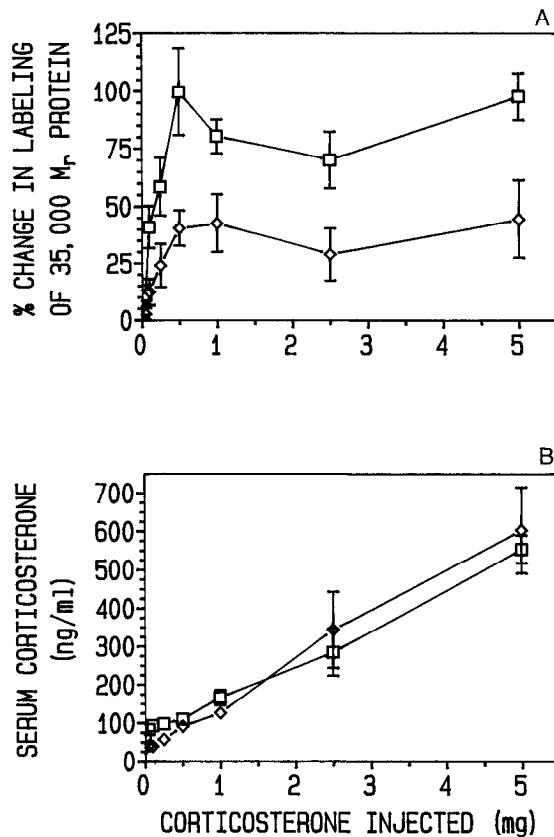 A
% CHANGE IN LABELING
OF 35,000 Mr PROTEIN
125
100
75
50
25
0
0 1 2 3 4 5
B
SERUM CORTICOSTERONE
(ng/ml)
700
600
500
400
300
200
100
0
0 1 2 3 4 5
CORTICOSTERONE INJECTED (mg)